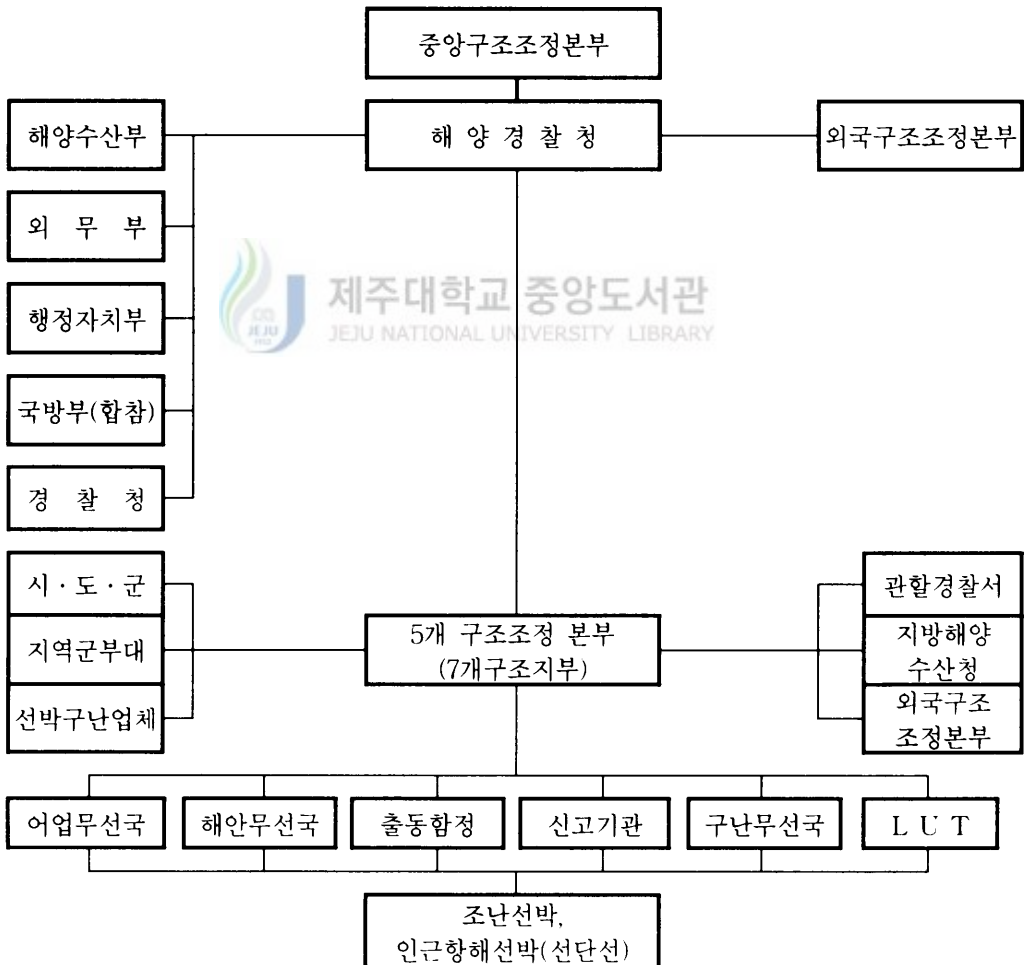 중앙구조조정본부
해양수산부
해 양 경 찰 청
외국구조조정본부
외 무 부
행정자치부
국방부(합참)
경 찰 청
제주대학교 중앙도서관
JEJU NATIONAL UNIVERSITY LIBRARY
JEJU
1952
시 · 도 · 군
지역군부대
선박구난업체
5개 구조조정 본부
(7개구조지부)
관할경찰서
지방해양
수산청
외국구조
조정본부
어업무선국
해안무선국
출동함정
신고기관
구난무선국
L U T
조난선박,
인근항해선박(선단선)